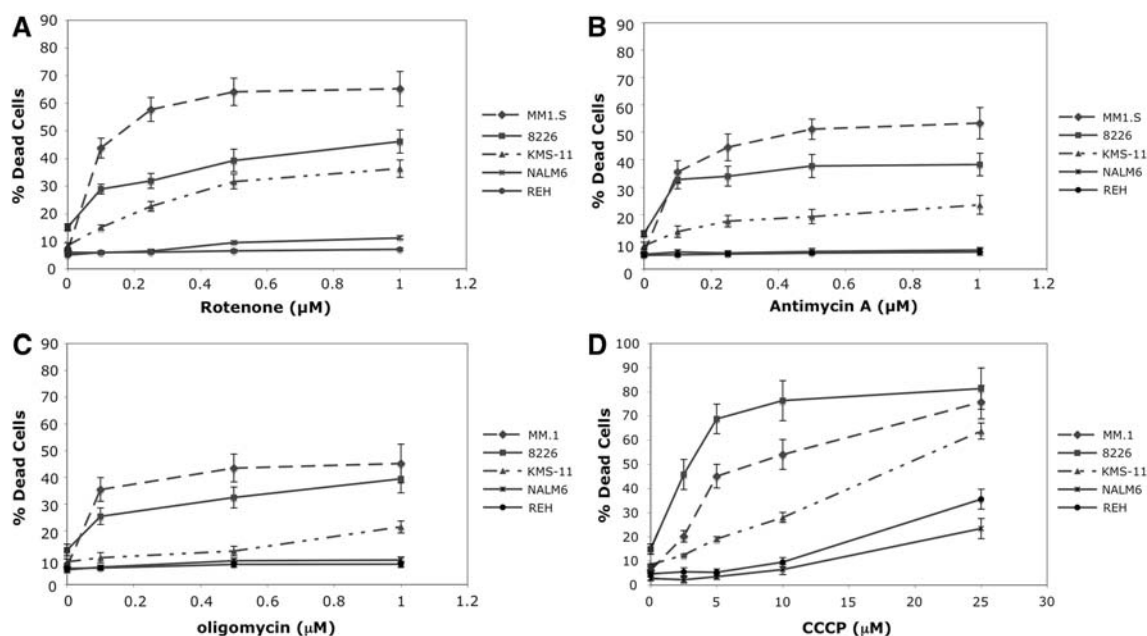 A
90
80
70
60
50
40
30
20
10
0
% Dead Cells
0 0.2 0.4 0.6 0.8 1 1.2
Rotenone (µM)
MM1.S
8226
KMS-11
NALM6
REH
B
90
80
70
60
50
40
30
20
10
0
% Dead Cells
0 0.2 0.4 0.6 0.8 1 1.2
Antimycin A (µM)
MM1.S
8226
KMS-11
NALM6
REH
C
90
80
70
60
50
40
30
20
10
0
% Dead Cells
0 0.2 0.4 0.6 0.8 1 1.2
oligomycin (µM)
MM.1
8226
KMS-11
NALM6
REH
D
100
90
80
70
60
50
40
30
20
10
0
% Dead Cells
0 5 10 15 20 25 30
CCCP (µM)
MM.1
8226
KMS-11
NALM6
REH